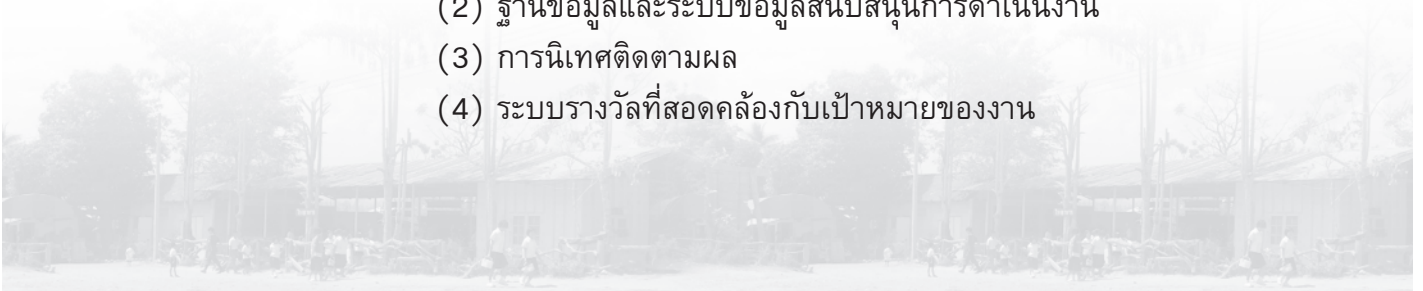 (2) ฐานข้อมูลและระบบข้อมูลสนับสนุนการดำเนินงาน
(3) การนิเทศติดตามผล
(4) ระบบรางวัลที่สอดคล้องกับเป้าหมายของงาน